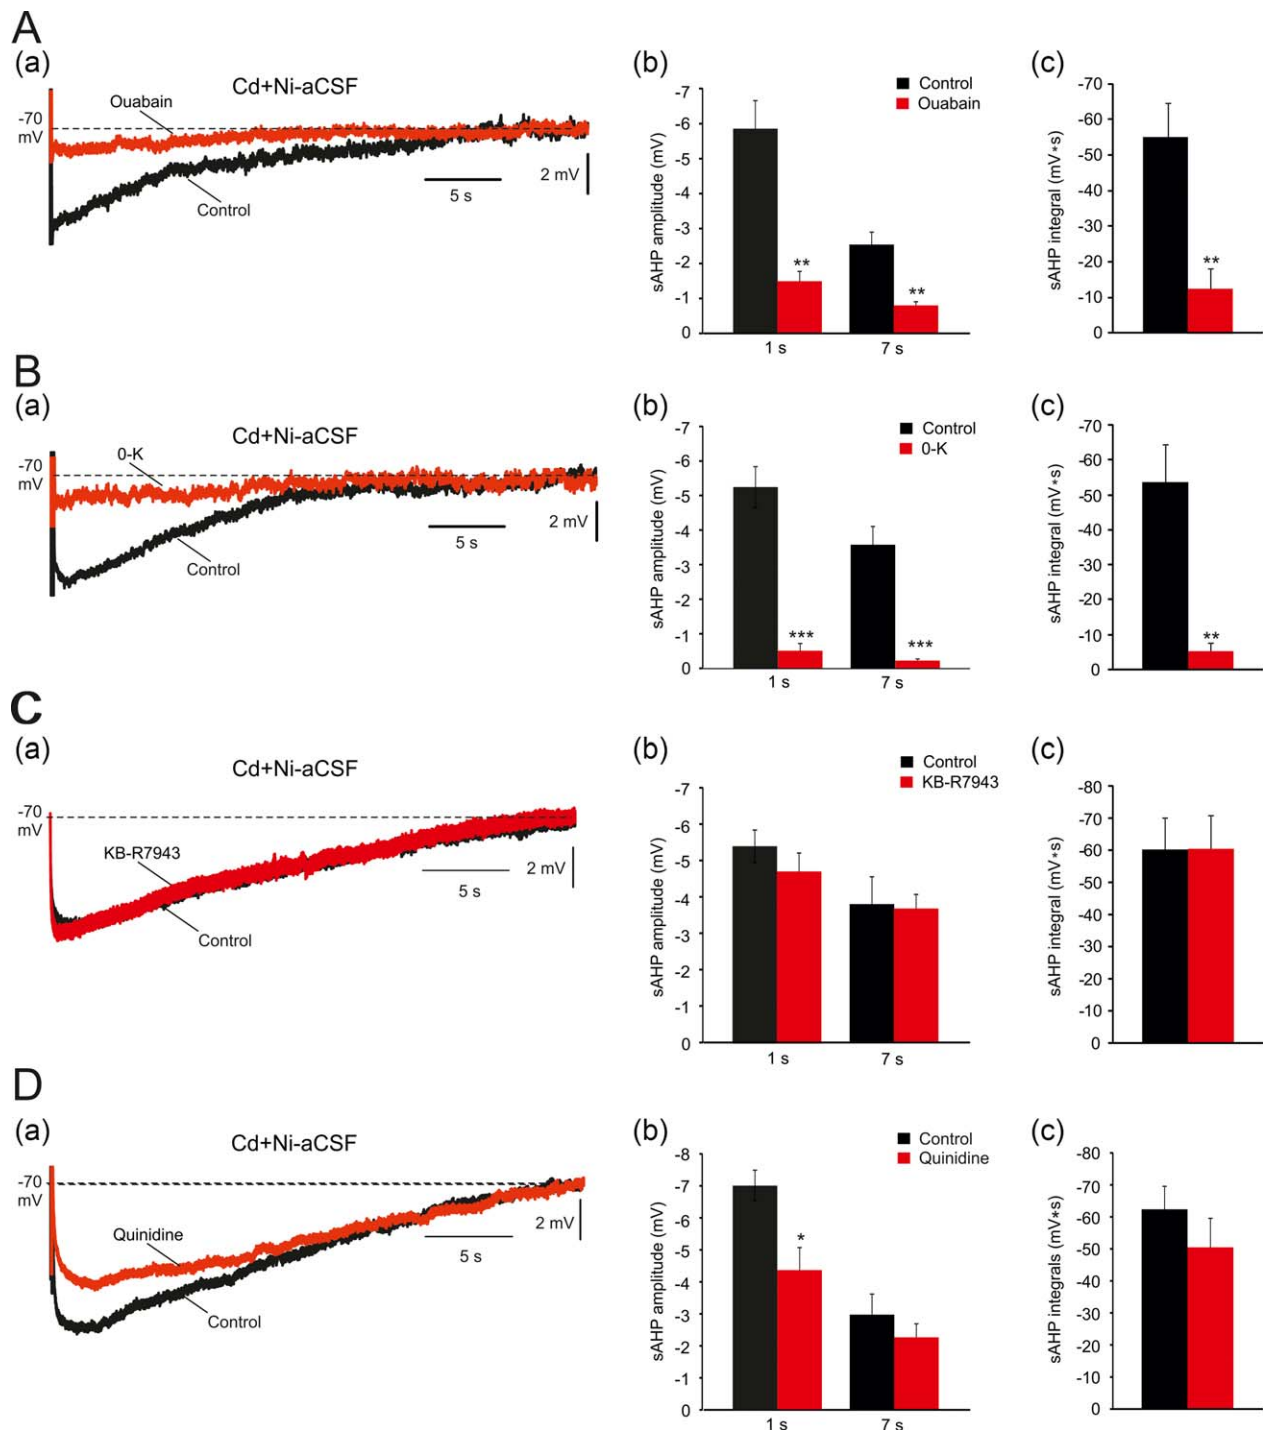 A
(a)
Cd+Ni-aCSF
Ouabain
-70
mV
Control
5 s
2 mV
(b)
Control
Ouabain
sAHP amplitude (mV)
-7
-6
-5
-4
-3
-2
-1
0
**
**
1 s
7 s
(c)
sAHP integral (mV*s)
-70
-60
-50
-40
-30
-20
-10
0
**
B
(a)
Cd+Ni-aCSF
0-K
-70
mV
Control
5 s
2 mV
(b)
Control
0-K
sAHP amplitude (mV)
-7
-6
-5
-4
-3
-2
-1
0
***
***
1 s
7 s
(c)
sAHP integral (mV*s)
-70
-60
-50
-40
-30
-20
-10
0
**
C
(a)
Cd+Ni-aCSF
-70
mV
KB-R7943
Control
5 s
2 mV
(b)
Control
KB-R7943
sAHP amplitude (mV)
-7
-6
-5
-4
-3
-2
-1
0
1 s
7 s
(c)
sAHP integral (mV*s)
-80
-70
-60
-50
-40
-30
-20
-10
0
D
(a)
Cd+Ni-aCSF
-70
mV
Quinidine
Control
5 s
2 mV
(b)
Control
Quinidine
sAHP amplitude (mV)
-8
-7
-6
-5
-4
-3
-2
-1
0
*
1 s
7 s
(c)
sAHP integrals (mV*s)
-80
-70
-60
-50
-40
-30
-20
-10
0